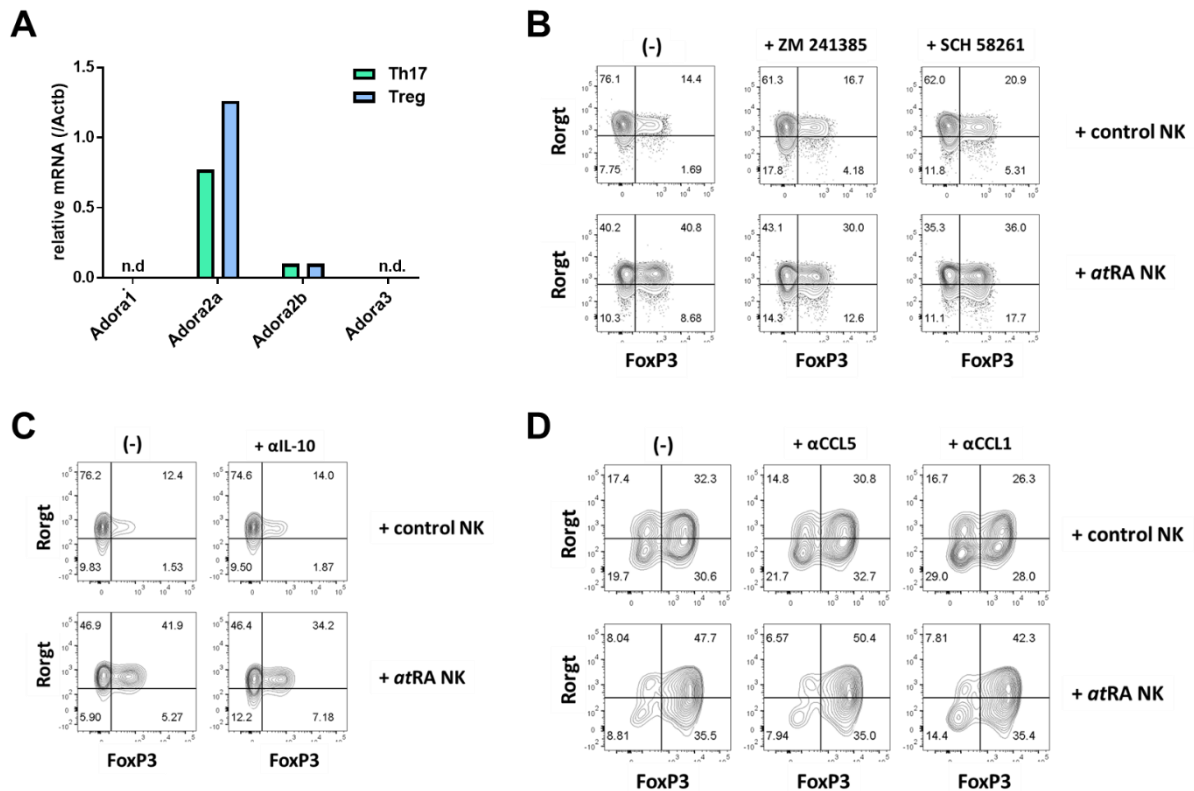 A
relative mRNA (/Actb)
1.5
1.0
0.5
0.0
Th17
Treg
n.d
n.d.
Adora1
Adora2a
Adora2b
Adora3
B
(-)
+ ZM 241385
+ SCH 58261
Rorgt
76.1 14.4
7.75 1.69
61.3 16.7
17.8 4.18
62.0 20.9
11.8 5.31
+ control NK
Rorgt
40.2 40.8
10.3 8.68
43.1 30.0
14.3 12.6
35.3 36.0
11.1 17.7
+ atRA NK
FoxP3
FoxP3
FoxP3
C
(-)
+ αIL-10
Rorgt
76.2 12.4
9.83 1.53
74.6 14.0
9.50 1.87
+ control NK
Rorgt
46.9 41.9
5.90 5.27
46.4 34.2
12.2 7.18
+ atRA NK
FoxP3
FoxP3
D
(-)
+ αCCL5
+ αCCL1
Rorgt
17.4 32.3
19.7 30.6
14.8 30.8
21.7 32.7
16.7 26.3
29.0 28.0
+ control NK
Rorgt
8.04 47.7
8.81 35.5
6.57 50.4
7.94 35.0
7.81 42.3
14.4 35.4
+ atRA NK
FoxP3
FoxP3
FoxP3